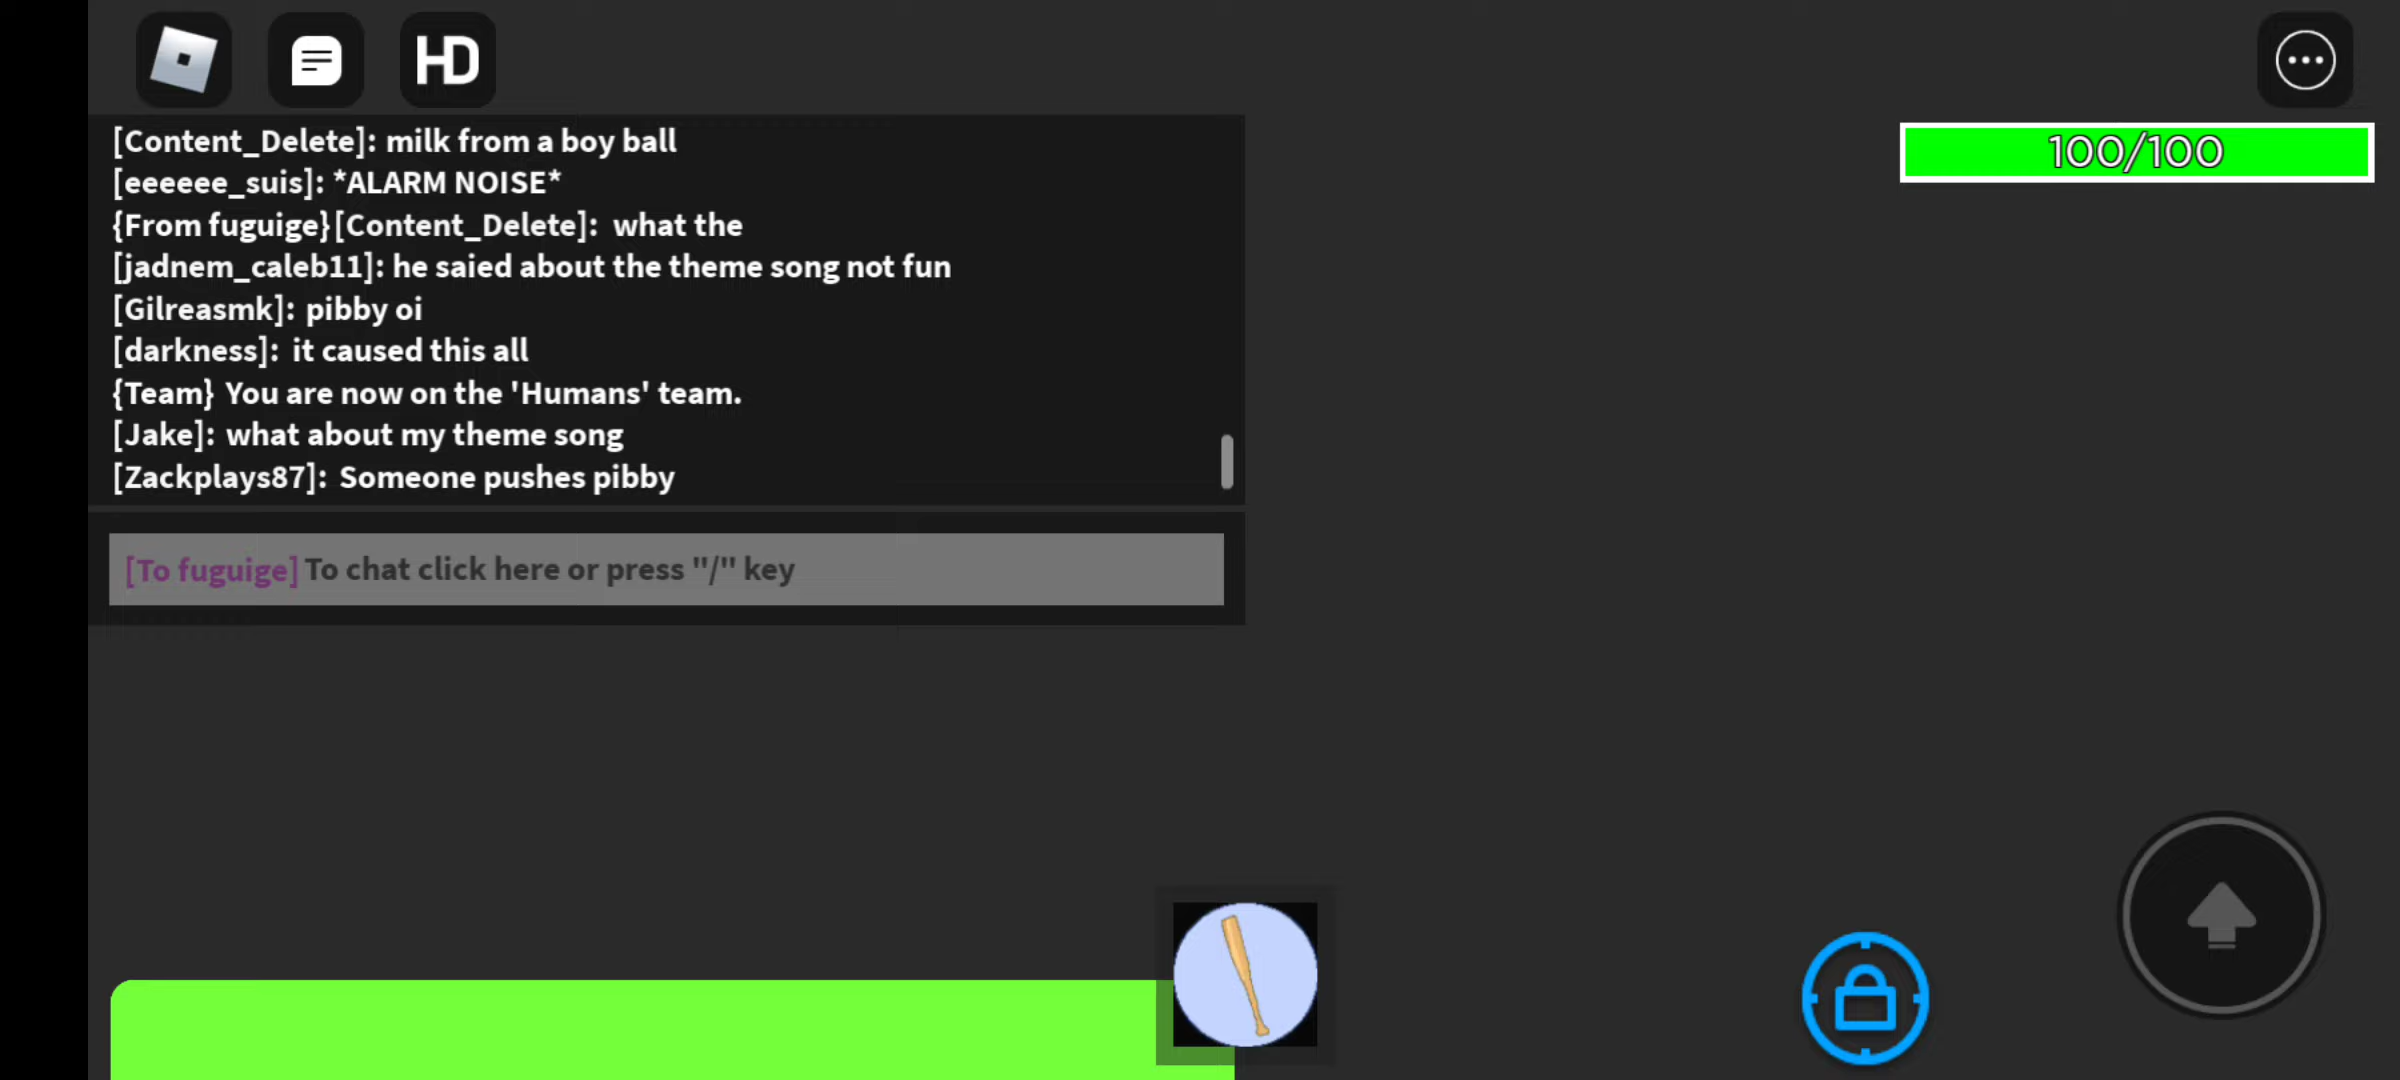 HD
[Content_Delete]: milk from a boy ball
[eeeeee_suis]: *ALARM NOISE*
{From fuguige}[Content_Delete]: what the
[jadnem_caleb11]: he saied about the theme song not fun
[Gilreasmk]: pibby oi
[darkness]: it caused this all
{Team} You are now on the 'Humans' team.
[Jake]: what about my theme song
[Zackplays87]: Someone pushes pibby
[To fuguige] To chat click here or press "/" key
100/100